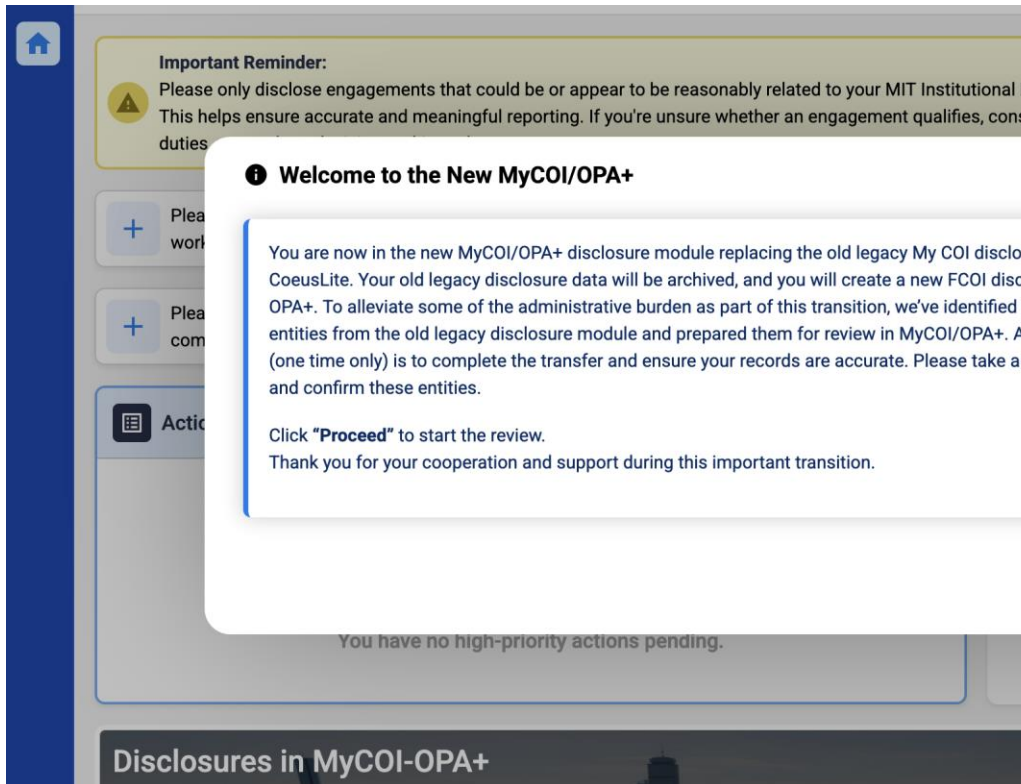 Important Reminder:
Please only disclose engagements that could be or appear to be reasonably related to your MIT Institutional
This helps ensure accurate and meaningful reporting. If you're unsure whether an engagement qualifies, cons
duties
Welcome to the New MyCOI/OPA+
Plea
work
You are now in the new MyCOI/OPA+ disclosure module replacing the old legacy My COI disclo
CoeusLite. Your old legacy disclosure data will be archived, and you will create a new FCOI disc
OPA+. To alleviate some of the administrative burden as part of this transition, we've identified
entities from the old legacy disclosure module and prepared them for review in MyCOI/OPA+. A
(one time only) is to complete the transfer and ensure your records are accurate. Please take a
and confirm these entities.
Plea
com
Actio
Click “Proceed” to start the review.
Thank you for your cooperation and support during this important transition.
You have no high-priority actions pending.
Disclosures in MyCOI-OPA+